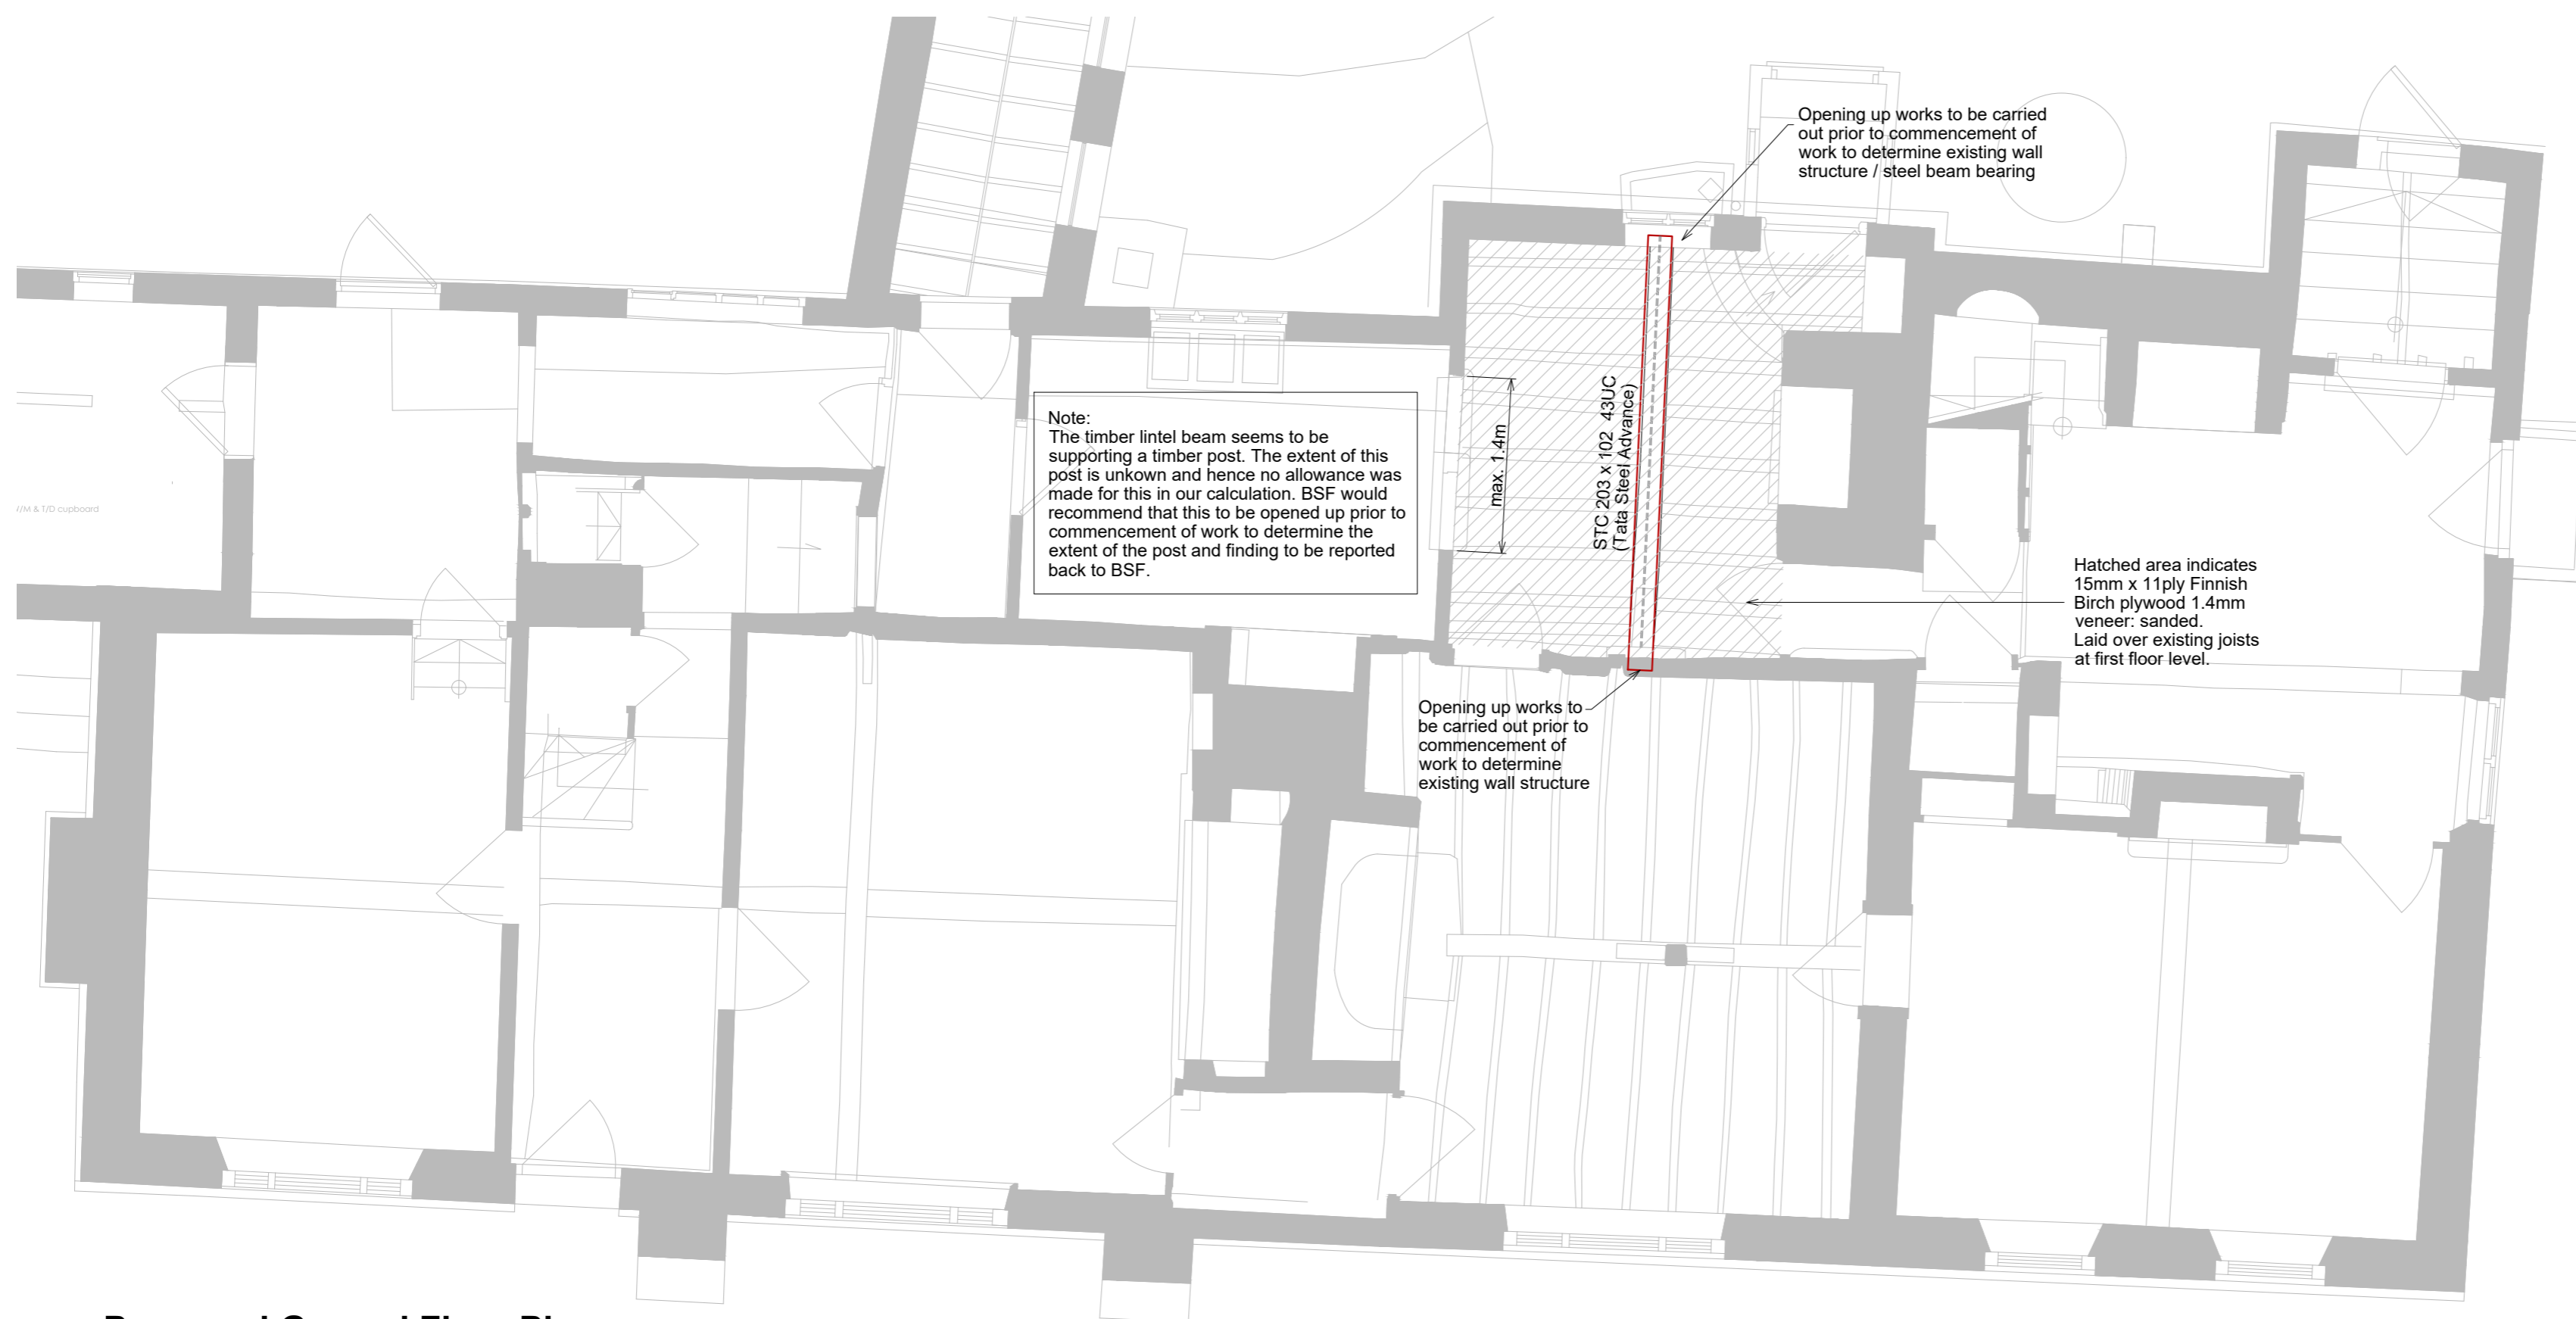 Opening up works to be carried
out prior to commencement of
work to determine existing wall
structure / steel beam bearing
Note:
The timber lintel beam seems to be
supporting a timber post. The extent of this
post is unkown and hence no allowance was
made for this in our calculation. BSF would
recommend that this to be opened up prior to
commencement of work to determine the
extent of the post and finding to be reported
back to BSF.
max. 1.4m
STC 203 x 102 43UC
(Tata Steel Advance)
& T/D cupboard
Hatched area indicates
15mm x 11ply Finnish
Birch plywood 1.4mm
veneer: sanded.
Laid over existing joists
at first floor level.
Opening up works to
be carried out prior to
commencement of
work to determine
existing wall structure